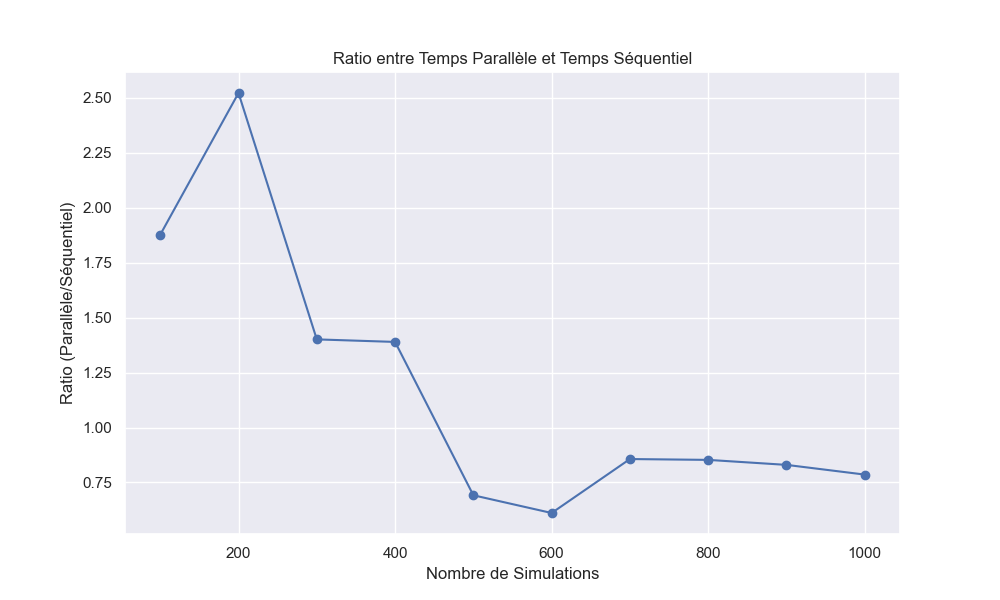 Ratio entre Temps Parallèle et Temps Séquentiel
Ratio (Parallèle/Séquentiel)
2.50
2.25
2.00
1.75
1.50
1.25
1.00
0.75
200 400 600 800 1000
Nombre de Simulations